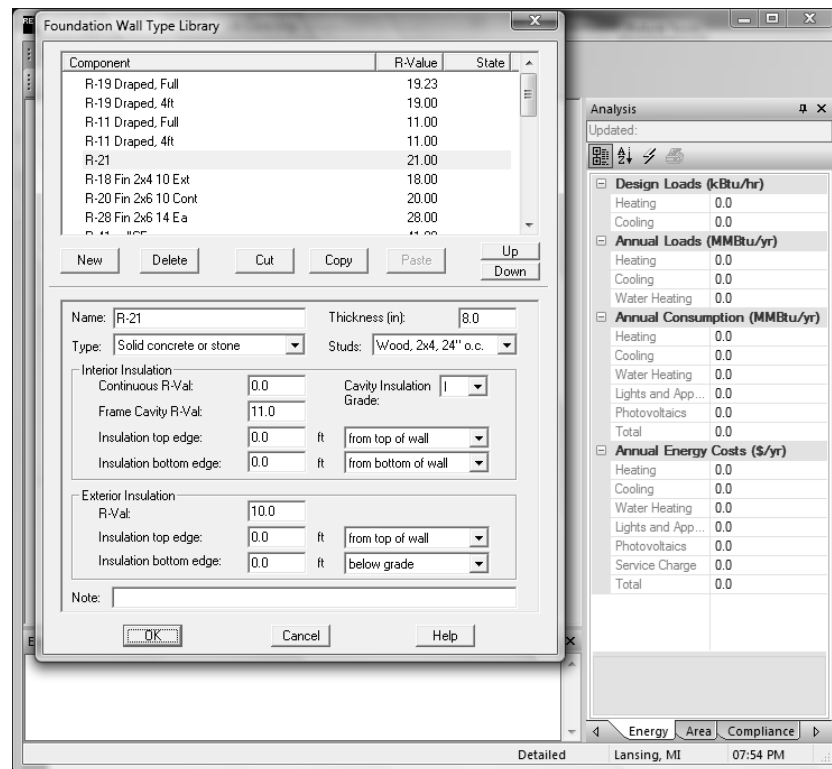 RE
Foundation Wall Type Library
Component R-Value State
R-19 Draped, Full 19.23
R-19 Draped, 4ft 19.00
R-11 Draped, Full 11.00
R-11 Draped, 4ft 11.00
R-21 21.00
R-18 Fin 2x4 10 Ext 18.00
R-20 Fin 2x6 10 Cont 20.00
R-28 Fin 2x6 14 Ea 28.00
New Delete Cut Copy Paste Up
Down
Name: R-21 Thickness (in): 8.0
Type: Solid concrete or stone Studs: Wood, 2x4, 24" o.c.
Interior Insulation
Continuous R-Val: 0.0 Cavity Insulation Grade: I
Frame Cavity R-Val: 11.0
Insulation top edge: 0.0 ft from top of wall
Insulation bottom edge: 0.0 ft from bottom of wall
Exterior Insulation
R-Val: 10.0
Insulation top edge: 0.0 ft from top of wall
Insulation bottom edge: 0.0 ft below grade
Note:
OK Cancel Help
Analysis
Updated:
Design Loads (kBtu/hr)
Heating 0.0
Cooling 0.0
Annual Loads (MMBtu/yr)
Heating 0.0
Cooling 0.0
Water Heating 0.0
Annual Consumption (MMBtu/yr)
Heating 0.0
Cooling 0.0
Water Heating 0.0
Lights and App... 0.0
Photovoltaics 0.0
Total 0.0
Annual Energy Costs ($/yr)
Heating 0.0
Cooling 0.0
Water Heating 0.0
Lights and App... 0.0
Photovoltaics 0.0
Service Charge 0.0
Total 0.0
Energy Area Compliance
Detailed Lansing, MI 07:54 PM